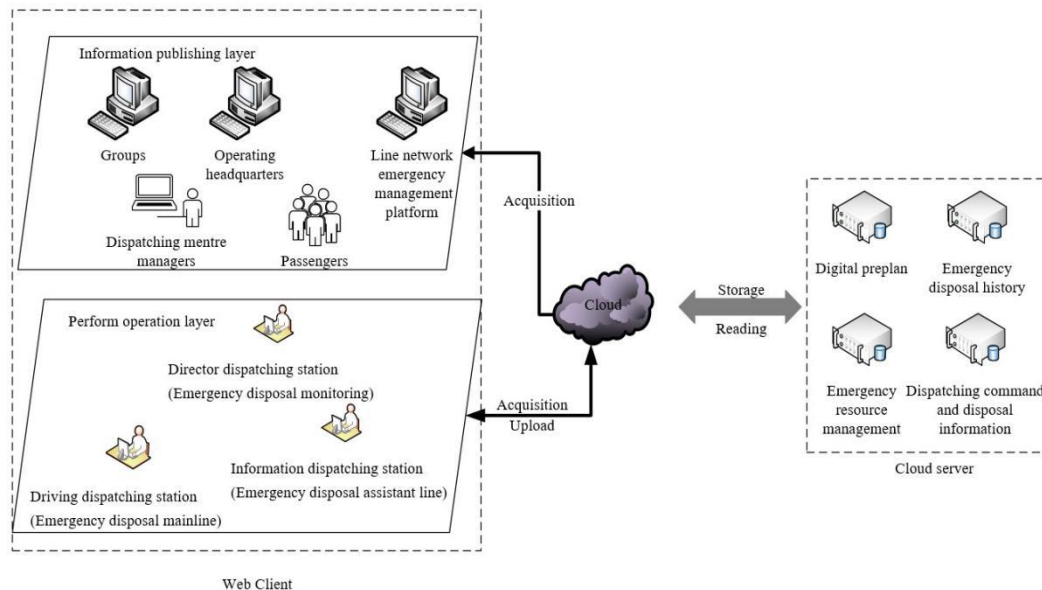 Information publishing layer
Groups
Operating
headquarters
Line network
emergency
management
platform
Dispatching mentre
managers
Passengers
Perform operation layer
Director dispatching station
(Emergency disposal monitoring)
Information dispatching station
(Emergency disposal assistant line)
Driving dispatching station
(Emergency disposal mainline)
Web Client
Acquisition
Cloud
Acquisition
Upload
Storage
Reading
Digital preplan
Emergency
disposal history
Emergency
resource
management
Dispatching command
and disposal
information
Cloud server